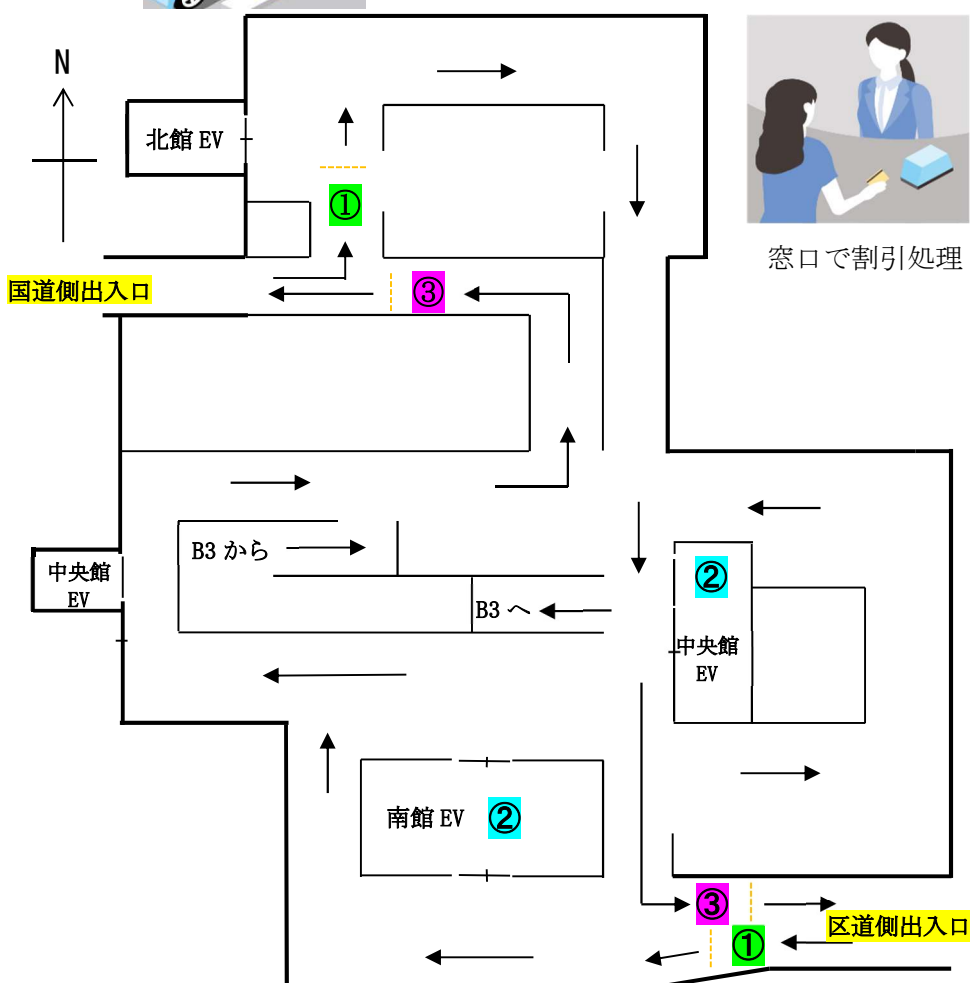 N
北館 EV
①
窓口で割引処理
国道側出入口
③
B3 から
中央館
EV
②
B3 へ
中央館
EV
南館 EV
②
③
区道側出入口
①